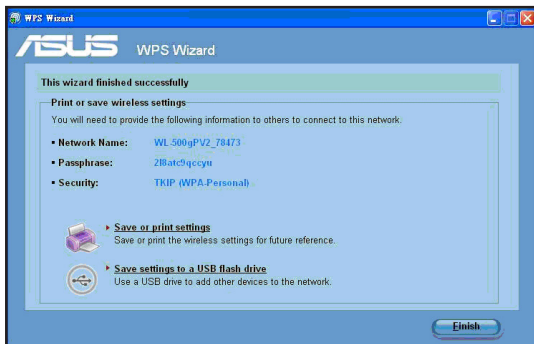 WPS Wizard
ASUS WPS Wizard
This wizard finished successfully
Print or save wireless settings
You will need to provide the following information to others to connect to this network.
Network Name: WL-500gPV2_78473
Passphrase: 2l8atc9qccyu
Security: TKIP (WPA-Personal)
Save or print settings
Save or print the wireless settings for future reference.
Save settings to a USB flash drive
Use a USB drive to add other devices to the network.
Finish